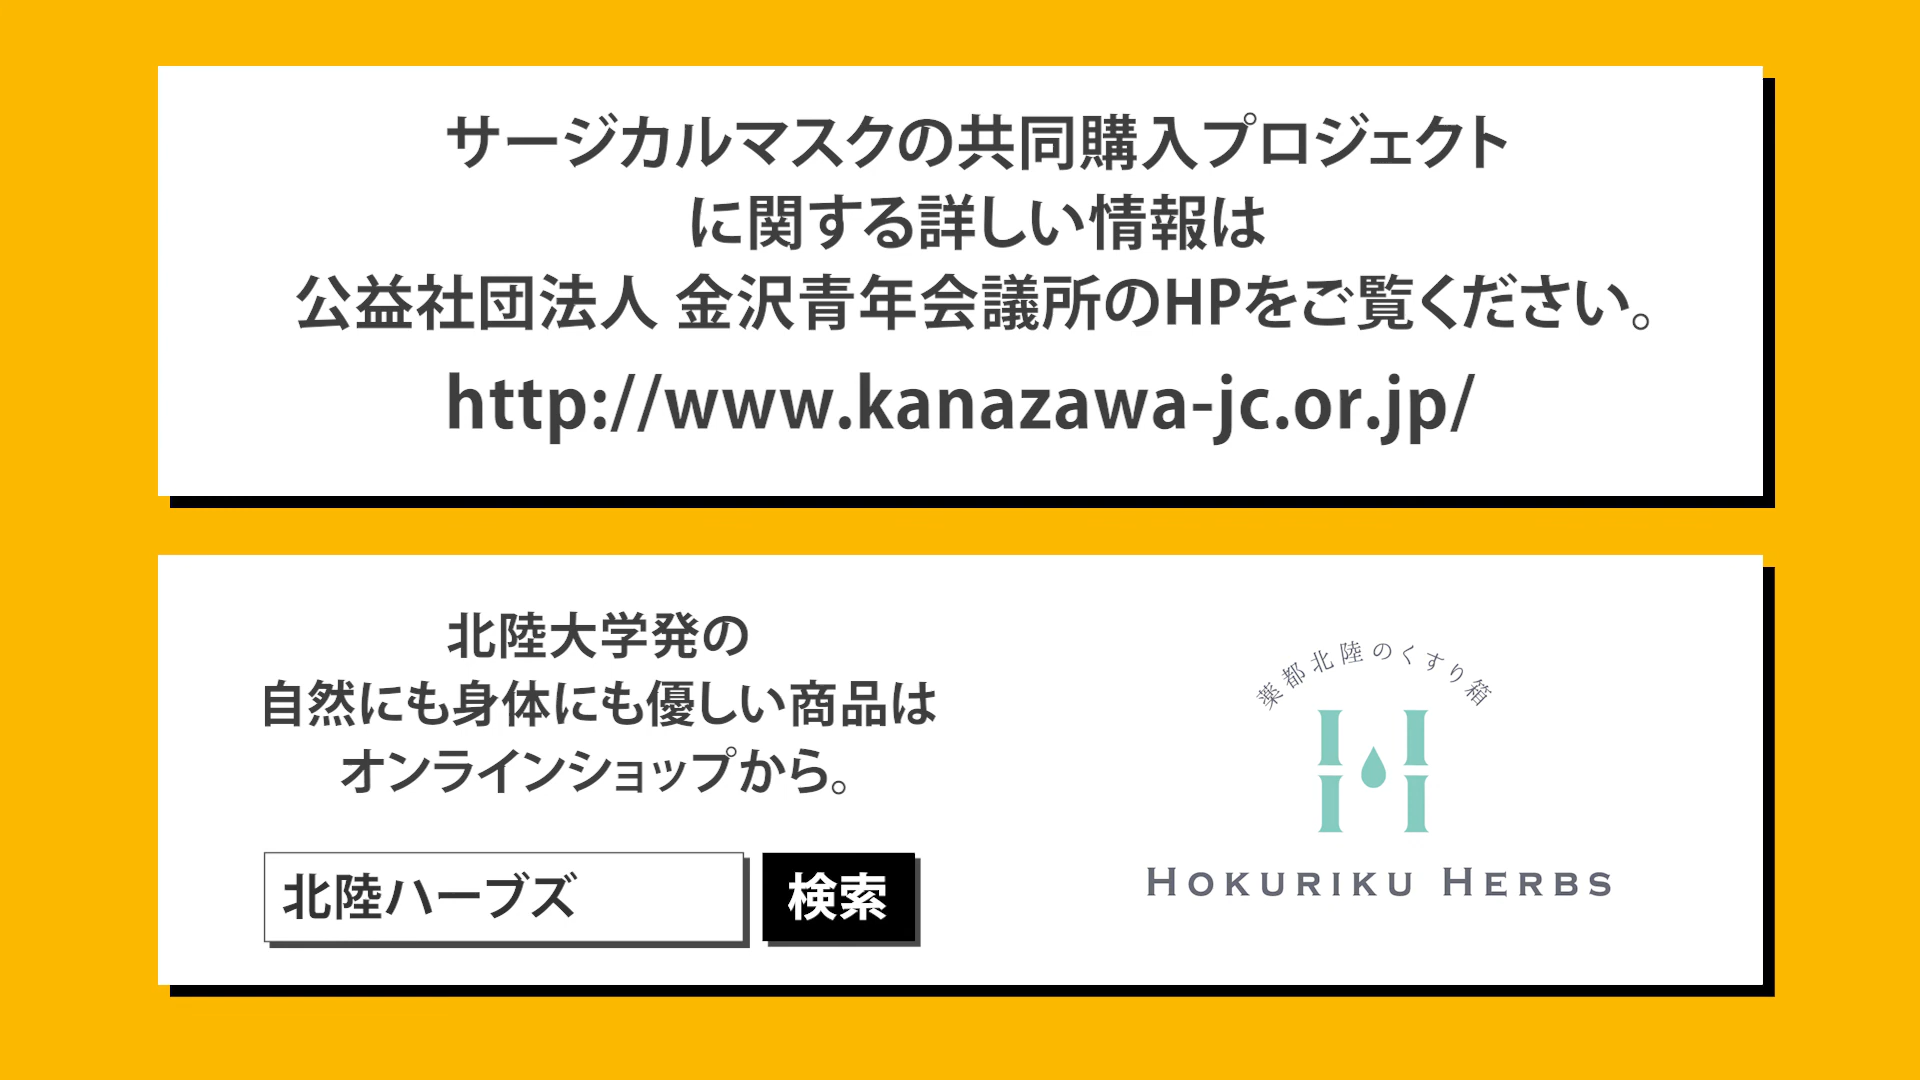 サージカルマスクの共同購入プロジェクト
に関する詳しい情報は
公益社団法人 金沢青年会議所のHPをご覧ください。
http://www.kanazawa-jc.or.jp/
北陸大学発の
自然にも身体にも優しい商品は
オンラインショップから。
北陸ハーブズ
検索
薬都北陸のくすり箱
HOKURIKU HERBS